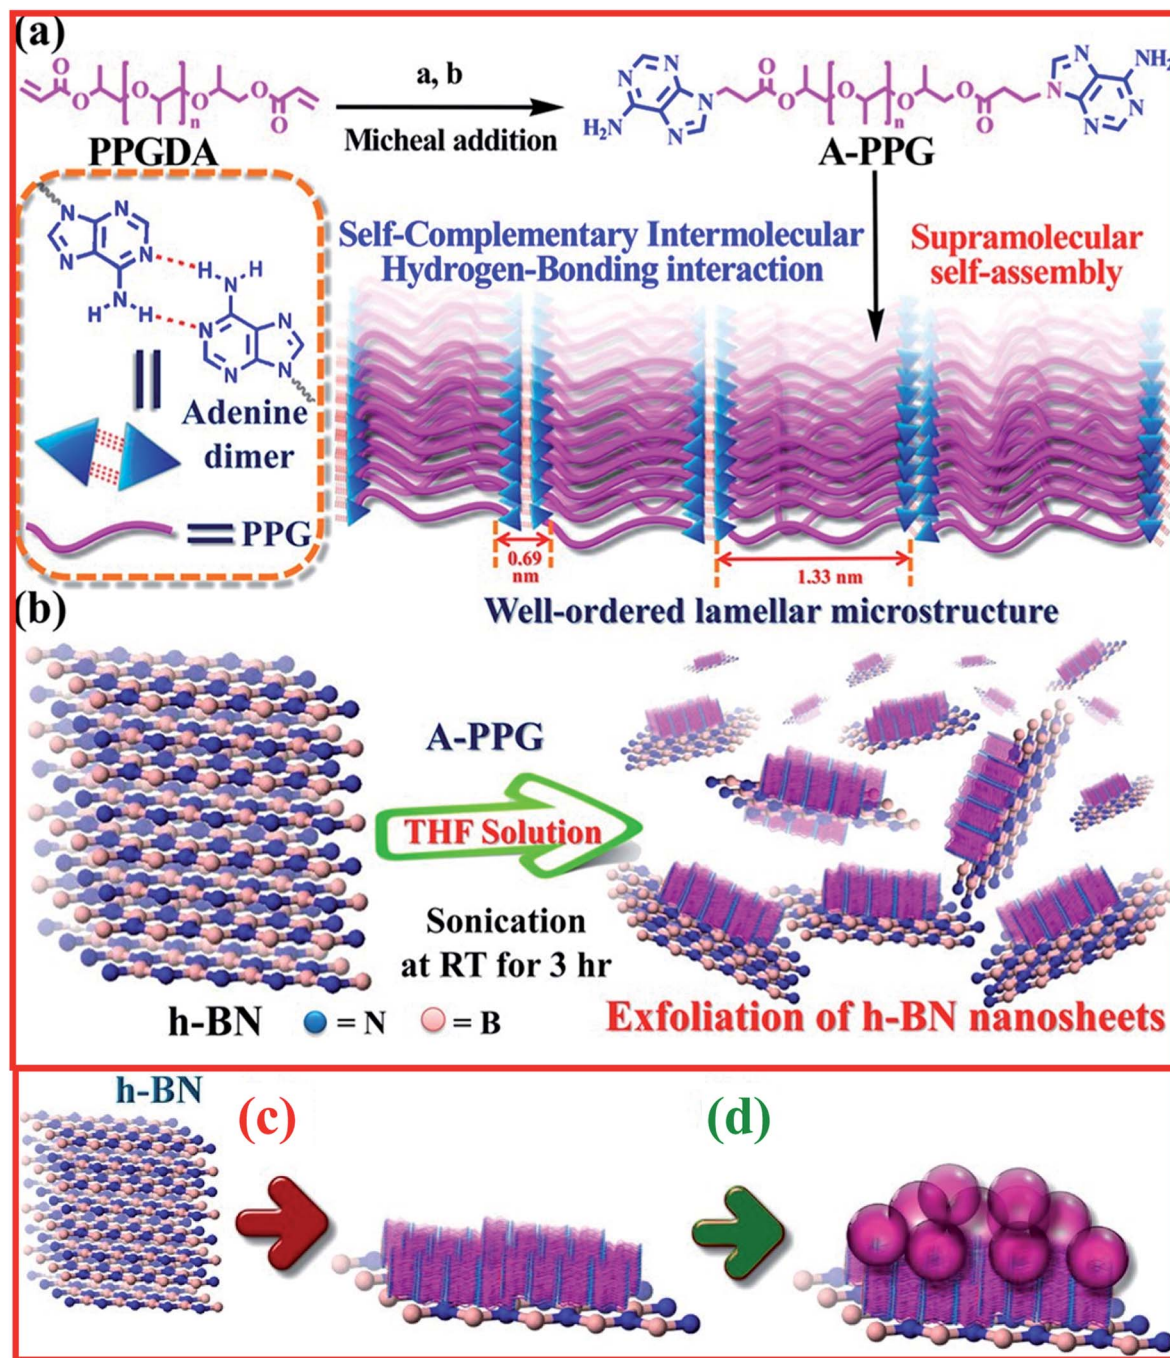 (a)
O
O
O
n
O
O
O
PPGDA
a, b
Micheal addition
N
N
N
N
H₂N
O
O
O
n
O
O
O
N
N
N
N
NH₂
A-PPG
N
N
N
N
H
N
H
H
N
H
N
N
N
N
Adenine
dimer
PPG
Self-Complementary Intermolecular
Hydrogen-Bonding interaction
Supramolecular
self-assembly
0.69
nm
1.33 nm
Well-ordered lamellar microstructure
(b)
A-PPG
THF Solution
Sonication
at RT for 3 hr
h-BN
= N
= B
Exfoliation of h-BN nanosheets
h-BN
(c)
(d)